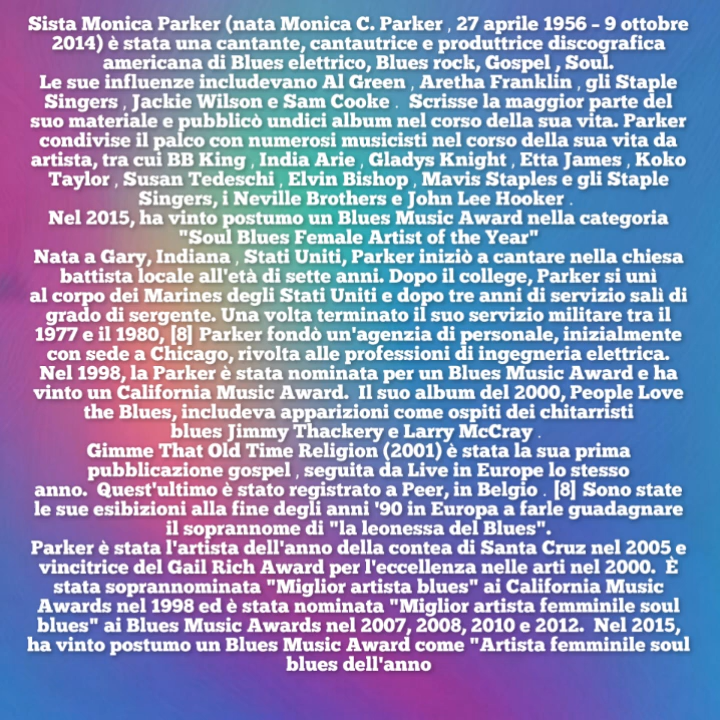 Sista Monica Parker (nata Monica C. Parker , 27 aprile 1956 – 9 ottobre
2014) è stata una cantante, cantautrice e produttrice discografica
americana di Blues elettrico, Blues rock, Gospel , Soul.
Le sue influenze includevano Al Green , Aretha Franklin , gli Staple
Singers , Jackie Wilson e Sam Cooke .  Scrisse la maggior parte del
suo materiale e pubblicò undici album nel corso della sua vita. Parker
condivise il palco con numerosi musicisti nel corso della sua vita da
artista, tra cui BB King , India Arie , Gladys Knight , Etta James , Koko
Taylor , Susan Tedeschi , Elvin Bishop , Mavis Staples e gli Staple
Singers, i Neville Brothers e John Lee Hooker .
Nel 2015, ha vinto postumo un Blues Music Award nella categoria
"Soul Blues Female Artist of the Year"
Nata a Gary, Indiana , Stati Uniti, Parker iniziò a cantare nella chiesa
battista locale all'età di sette anni. Dopo il college, Parker si unì
al corpo dei Marines degli Stati Uniti e dopo tre anni di servizio salì di
grado di sergente. Una volta terminato il suo servizio militare tra il
1977 e il 1980, [8] Parker fondò un'agenzia di personale, inizialmente
con sede a Chicago, rivolta alle professioni di ingegneria elettrica.
Nel 1998, la Parker è stata nominata per un Blues Music Award e ha
vinto un California Music Award.  Il suo album del 2000, People Love
the Blues, includeva apparizioni come ospiti dei chitarristi
blues Jimmy Thackery e Larry McCray .
Gimme That Old Time Religion (2001) è stata la sua prima
pubblicazione gospel , seguita da Live in Europe lo stesso
anno.  Quest'ultimo è stato registrato a Peer, in Belgio . [8] Sono state
le sue esibizioni alla fine degli anni '90 in Europa a farle guadagnare
il soprannome di "la leonessa del Blues".
Parker è stata l'artista dell'anno della contea di Santa Cruz nel 2005 e
vincitrice del Gail Rich Award per l'eccellenza nelle arti nel 2000.  È
stata soprannominata "Miglior artista blues" ai California Music
Awards nel 1998 ed è stata nominata "Miglior artista femminile soul
blues" ai Blues Music Awards nel 2007, 2008, 2010 e 2012.  Nel 2015,
ha vinto postumo un Blues Music Award come "Artista femminile soul
blues dell'anno